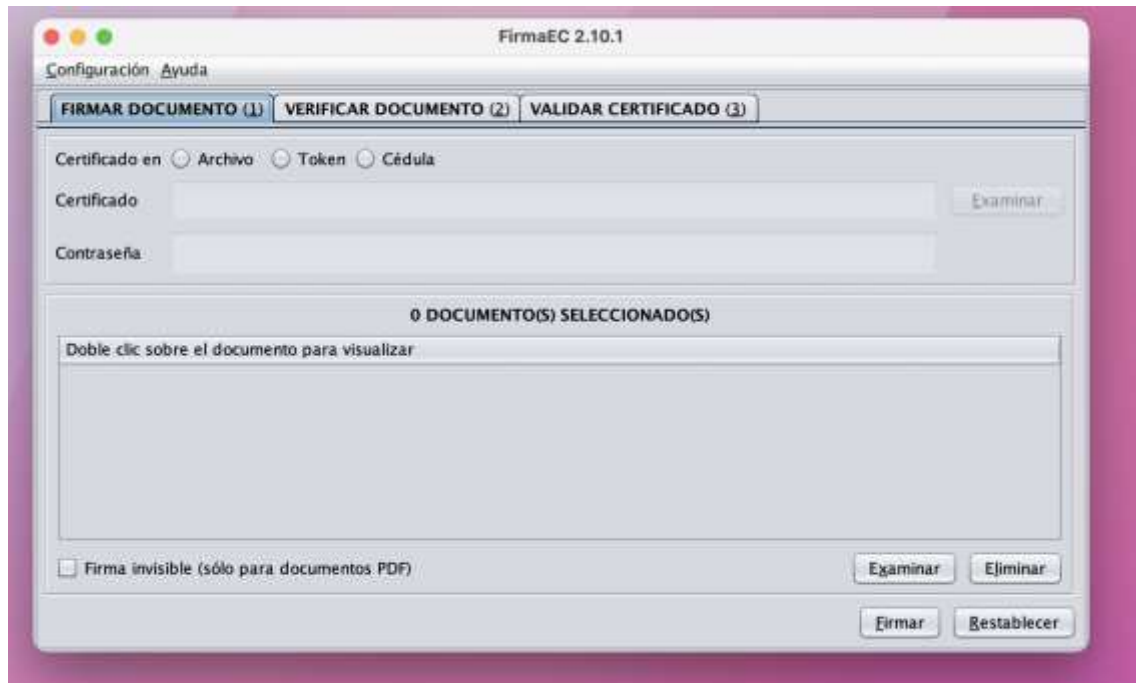 FirmaEC 2.10.1
Configuración Ayuda
FIRMAR DOCUMENTO (1) VERIFICAR DOCUMENTO (2) VALIDAR CERTIFICADO (3)
Certificado en Archivo Token Cédula
Certificado Examinar
Contraseña
0 DOCUMENTO(S) SELECCIONADO(S)
Doble clic sobre el documento para visualizar
Firma invisible (sólo para documentos PDF) Examinar Eliminar
Firmar Restablecer